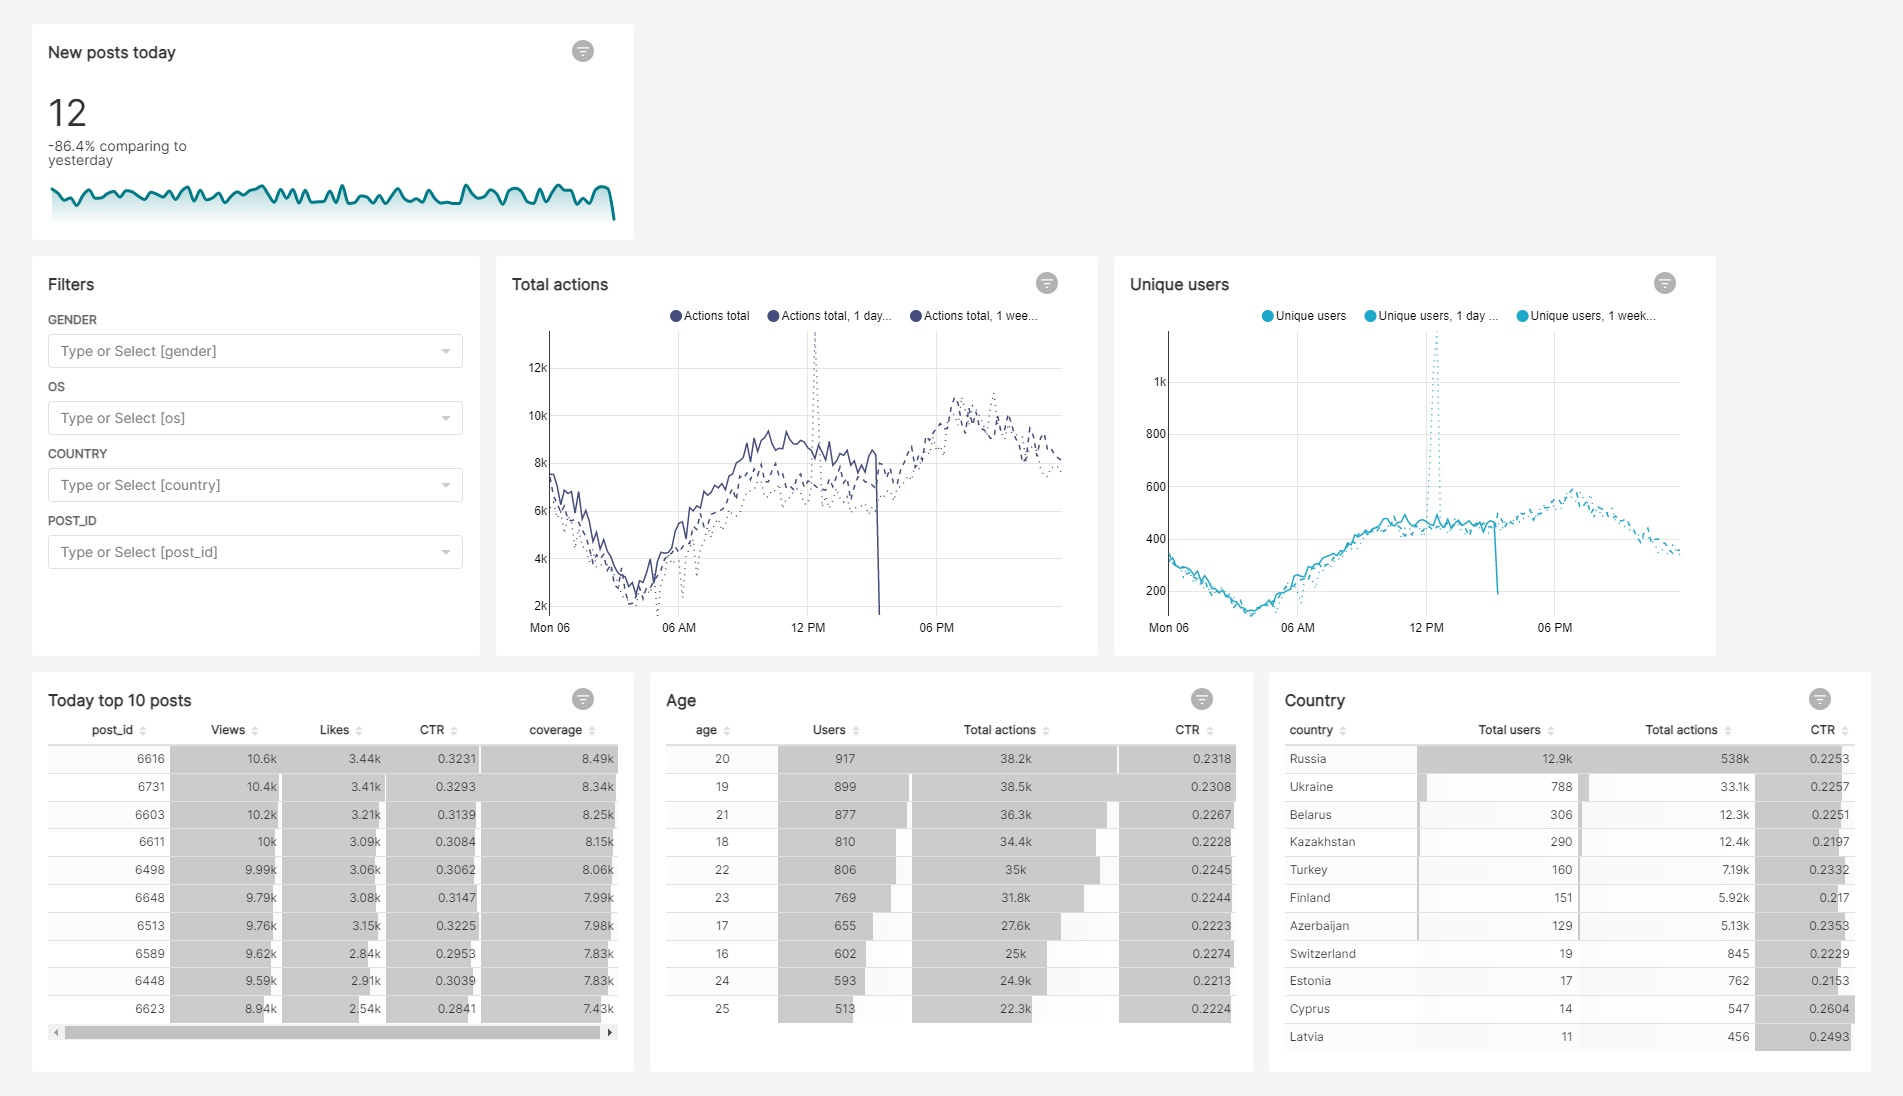 New posts today
12
-86.4% comparing to
yesterday
Filters
GENDER
Type or Select [gender]
OS
Type or Select [os]
COUNTRY
Type or Select [country]
POST_ID
Type or Select [post_id]
Total actions
Actions total Actions total, 1 day... Actions total, 1 wee...
12k
10k
8k
6k
4k
2k
Mon 06 06 AM 12 PM 06 PM
Unique users
Unique users Unique users, 1 day ... Unique users, 1 week...
1k
800
600
400
200
Mon 06 06 AM 12 PM 06 PM
Today top 10 posts
post_id Views Likes CTR coverage
6616 10.6k 3.44k 0.3231 8.49k
6731 10.4k 3.41k 0.3293 8.34k
6603 10.2k 3.21k 0.3139 8.25k
6611 10k 3.09k 0.3084 8.15k
6498 9.99k 3.06k 0.3062 8.06k
6648 9.79k 3.08k 0.3147 7.99k
6513 9.76k 3.15k 0.3225 7.98k
6589 9.62k 2.84k 0.2953 7.83k
6448 9.59k 2.91k 0.3039 7.83k
6623 8.94k 2.54k 0.2841 7.43k
Age
age Users Total actions CTR
20 917 38.2k 0.2318
19 899 38.5k 0.2308
21 877 36.3k 0.2267
18 810 34.4k 0.2228
22 806 35k 0.2245
23 769 31.8k 0.2244
17 655 27.6k 0.2223
16 602 25k 0.2274
24 593 24.9k 0.2213
25 513 22.3k 0.2224
Country
country Total users Total actions CTR
Russia 12.9k 538k 0.2253
Ukraine 788 33.1k 0.2257
Belarus 306 12.3k 0.2251
Kazakhstan 290 12.4k 0.2197
Turkey 160 7.19k 0.2332
Finland 151 5.92k 0.217
Azerbaijan 129 5.13k 0.2353
Switzerland 19 845 0.2229
Estonia 17 762 0.2153
Cyprus 14 547 0.2604
Latvia 11 456 0.2493